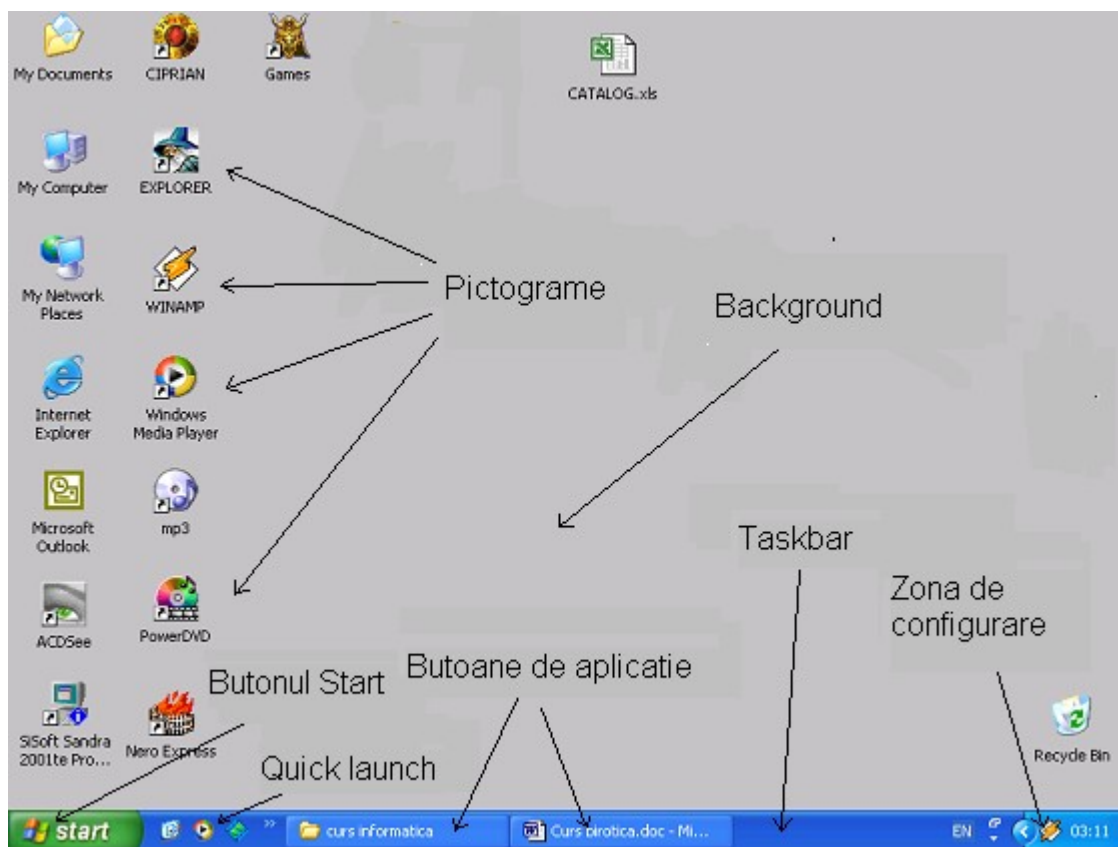 My Documents
CIPRIAN
Games
CATALOG.xls
My Computer
EXPLORER
My Network
Places
WINAMP
Pictograme
Background
Internet
Explorer
Windows
Media Player
Microsoft
Outlook
mp3
Taskbar
Zona de
configurare
ACDSee
PowerDVD
Butonul Start
Butoane de aplicatie
SiSoft Sandra
2001te Pro...
Nero Express
Quick launch
Recycle Bin
start
curs informatica
Curs birotica.doc - Mi...
EN
03:11